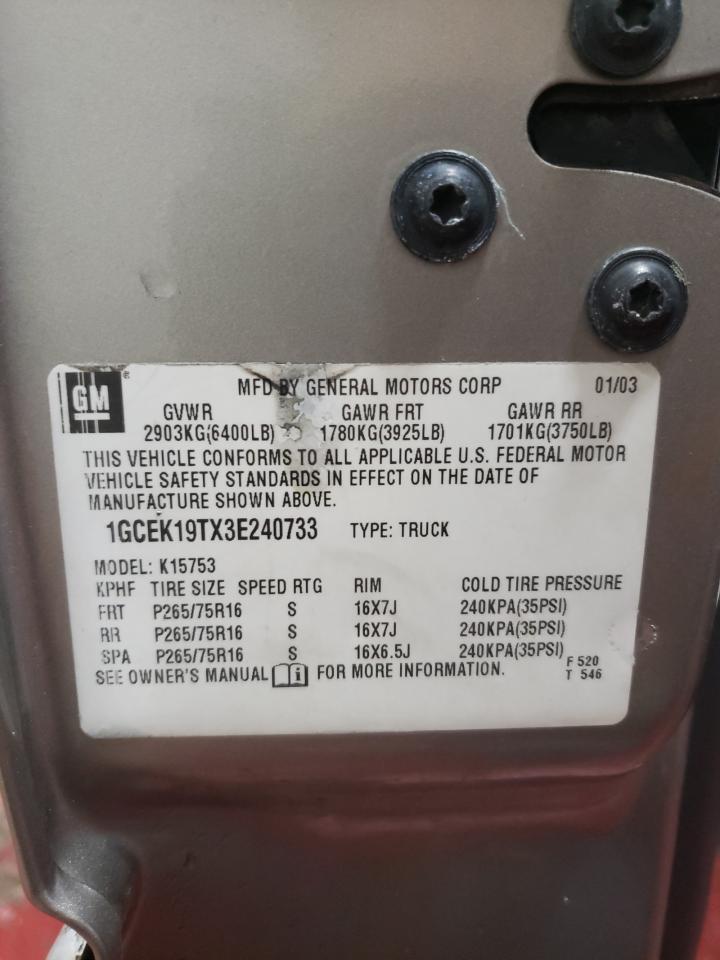 GM ®
MFD BY GENERAL MOTORS CORP 01/03
GVWR GAWR FRT GAWR RR
2903KG(6400LB) 1780KG(3925LB) 1701KG(3750LB)
THIS VEHICLE CONFORMS TO ALL APPLICABLE U.S. FEDERAL MOTOR
VEHICLE SAFETY STANDARDS IN EFFECT ON THE DATE OF
MANUFACTURE SHOWN ABOVE.
1GCEK19TX3E240733 TYPE: TRUCK
MODEL: K15753
KPHF TIRE SIZE SPEED RTG RIM COLD TIRE PRESSURE
FRT P265/75R16 S 16X7J 240KPA(35PSI)
RR P265/75R16 S 16X7J 240KPA(35PSI)
SPA P265/75R16 S 16X6.5J 240KPA(35PSI)
SEE OWNER'S MANUAL i FOR MORE INFORMATION.
F 520
T 546